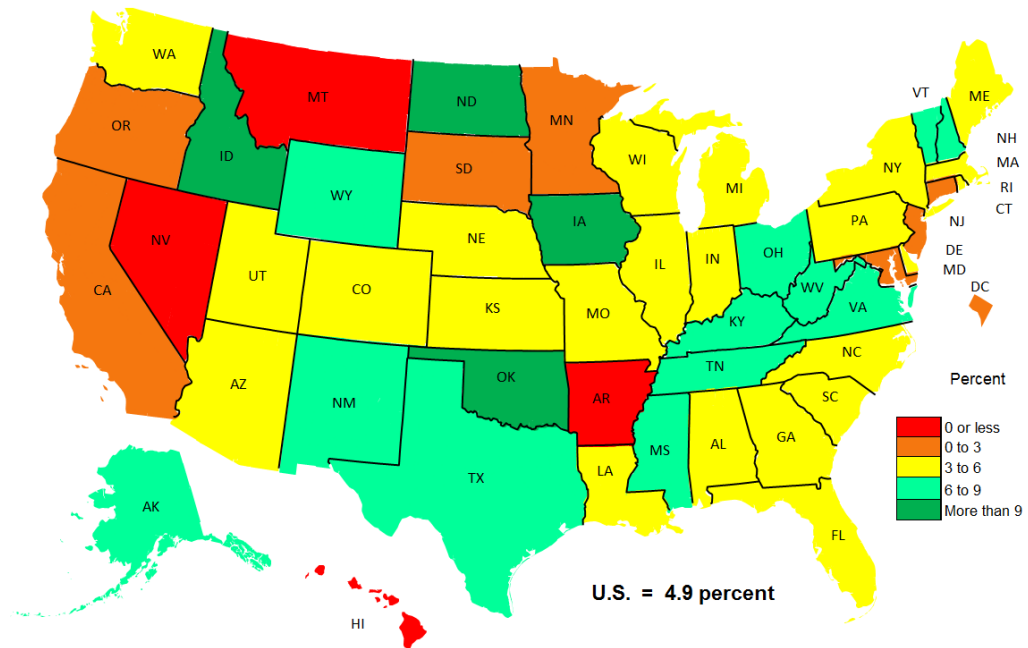 WA
MT
ND
MN
VT
ME
OR
ID
SD
WI
MI
NY
NH
MA
WY
RI
CT
NV
UT
NE
IA
PA
NJ
CA
CO
IL
IN
OH
DE
MD
DC
KS
MO
KY
WV
VA
AZ
NM
OK
AR
TN
NC
SC
TX
LA
MS
AL
GA
FL
AK
HI
Percent
0 or less
0 to 3
3 to 6
6 to 9
More than 9
U.S. = 4.9 percent